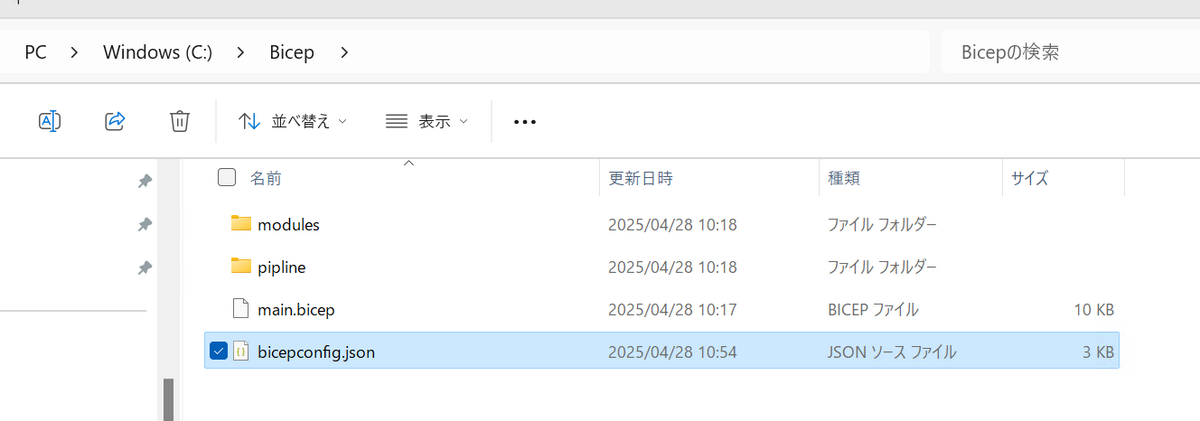 PC > Windows (C:) > Bicep >
Bicepの検索
並べ替え 表示
名前 更新日時 種類 サイズ
modules 2025/04/28 10:18 ファイル フォルダー
pipline 2025/04/28 10:18 ファイル フォルダー
main.bicep 2025/04/28 10:17 BICEP ファイル 10 KB
bicepconfig.json 2025/04/28 10:54 JSON ソース ファイル 3 KB